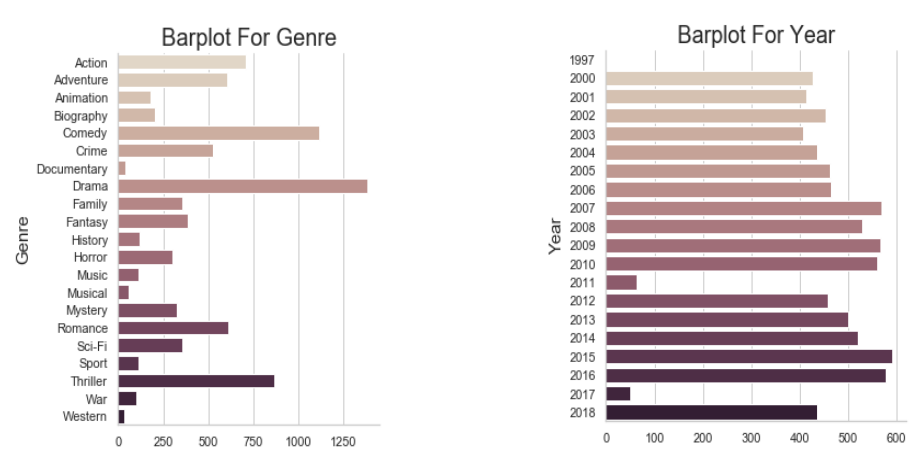 Barplot For Genre
Genre
Action
Adventure
Animation
Biography
Comedy
Crime
Documentary
Drama
Family
Fantasy
History
Horror
Music
Musical
Mystery
Romance
Sci-Fi
Sport
Thriller
War
Western
0 250 500 750 1000 1250
Barplot For Year
Year
1997
2000
2001
2002
2003
2004
2005
2006
2007
2008
2009
2010
2011
2012
2013
2014
2015
2016
2017
2018
0 100 200 300 400 500 600